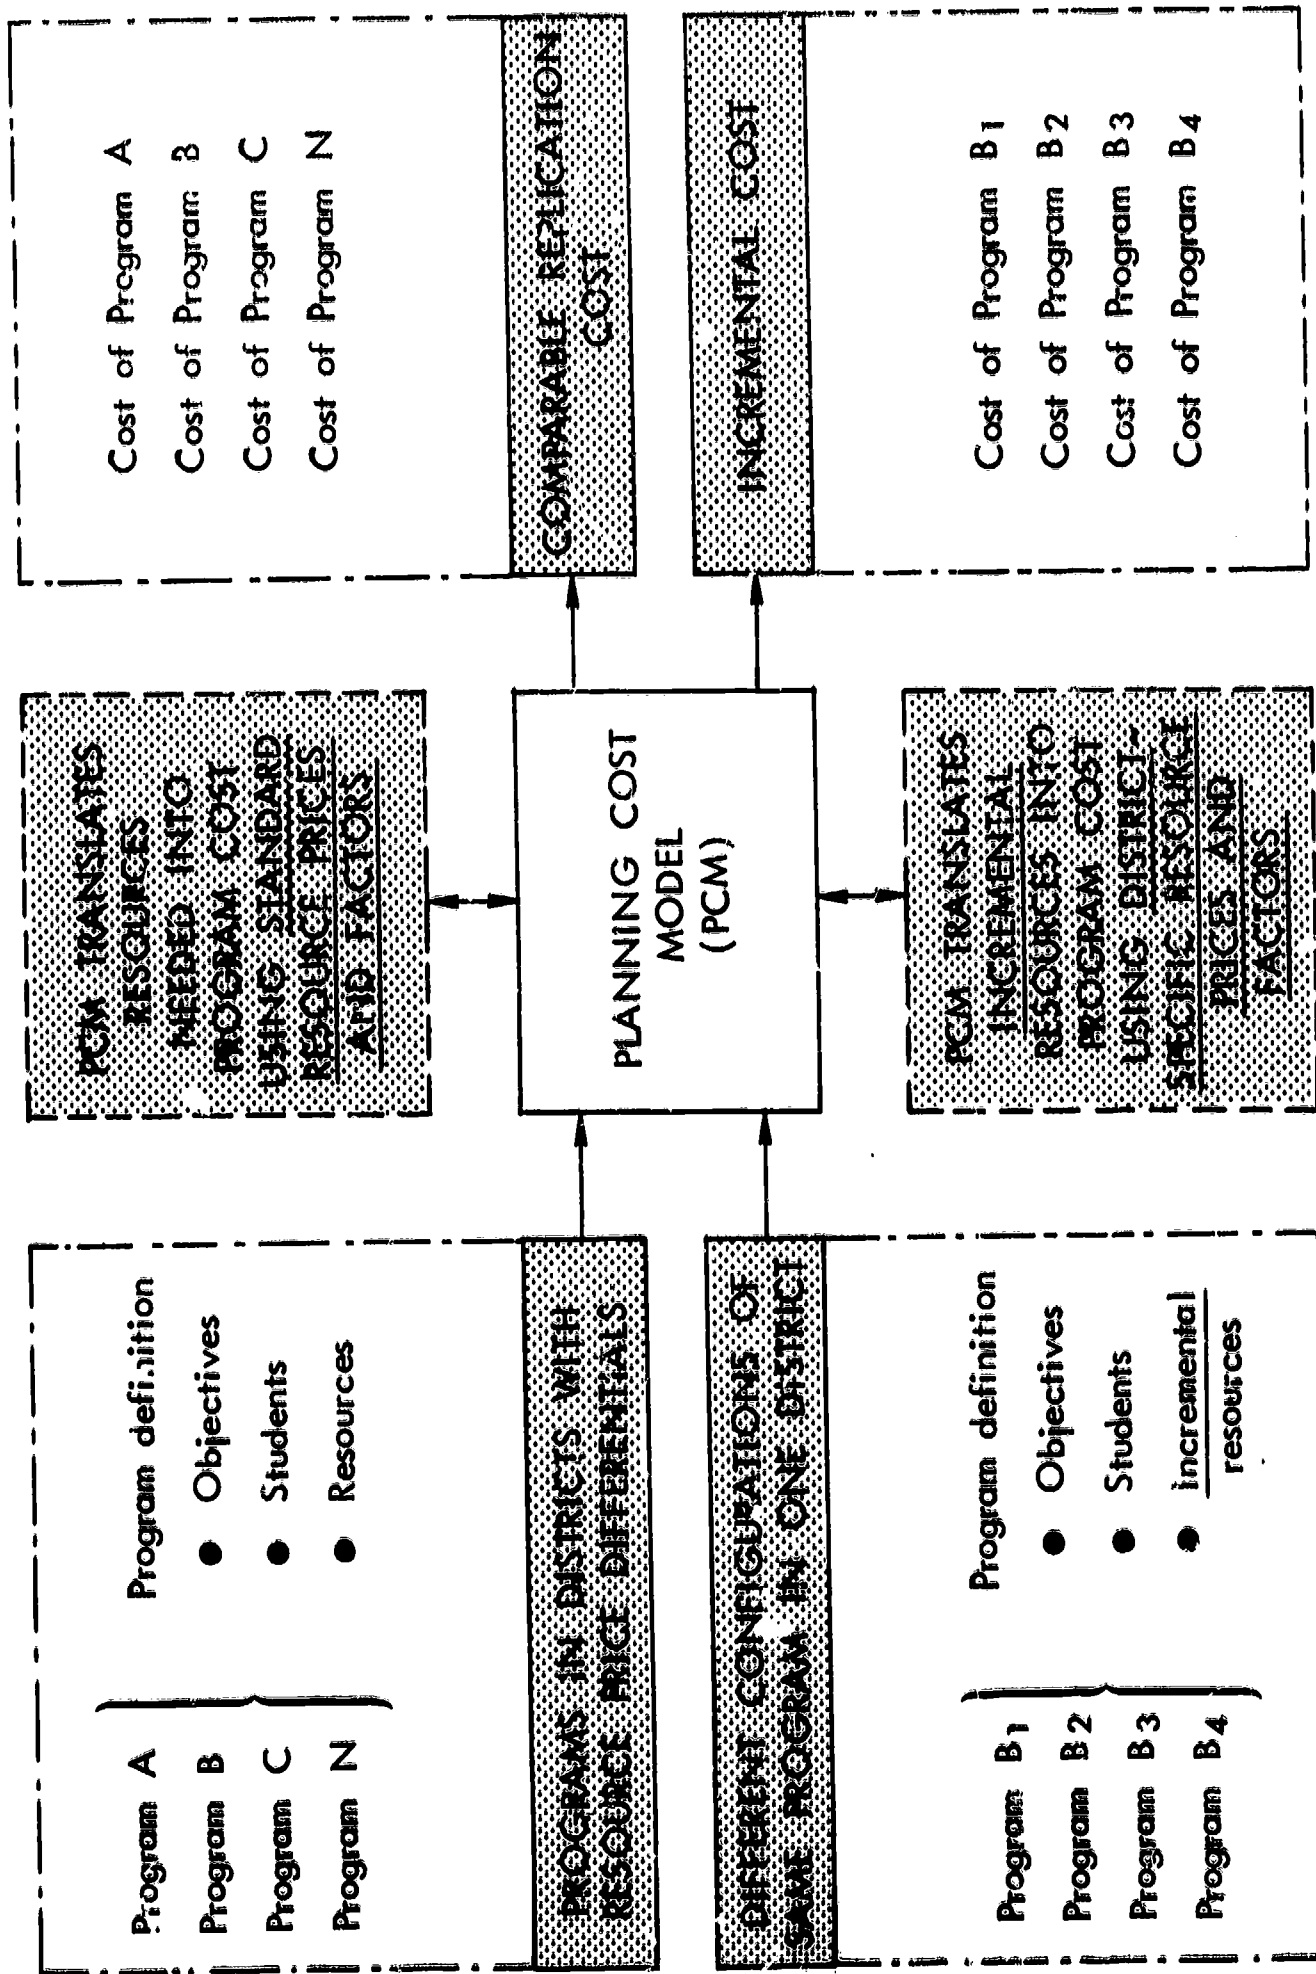 Program A
Program B
Program C
Program N
Program definition
● Objectives
● Students
● Resources
PROGRAMS IN DISTRICTS WITH
RESOURCE PRICE DIFFERENTIALS
DIFFERENT CONFIGURATIONS OF
SAME PROGRAM IN ONE DISTRICT
Program B1
Program B2
Program B3
Program B4
Program definition
● Objectives
● Students
● Incremental
resources
PCM TRANSLATES
RESOURCES
NEEDED INTO
PROGRAM COST
USING STANDARD
RESOURCE PRICES
AND FACTORS
PLANNING COST
MODEL
(PCM)
PCM TRANSLATES
INCREMENTAL
RESOURCES INTO
PROGRAM COST
USING DISTRICT-
SPECIFIC RESOURCE
PRICES AND
FACTORS
Cost of Program A
Cost of Program B
Cost of Program C
Cost of Program N
COMPARABLE REPLICATION
COST
INCREMENTAL COST
Cost of Program B1
Cost of Program B2
Cost of Program B3
Cost of Program B4